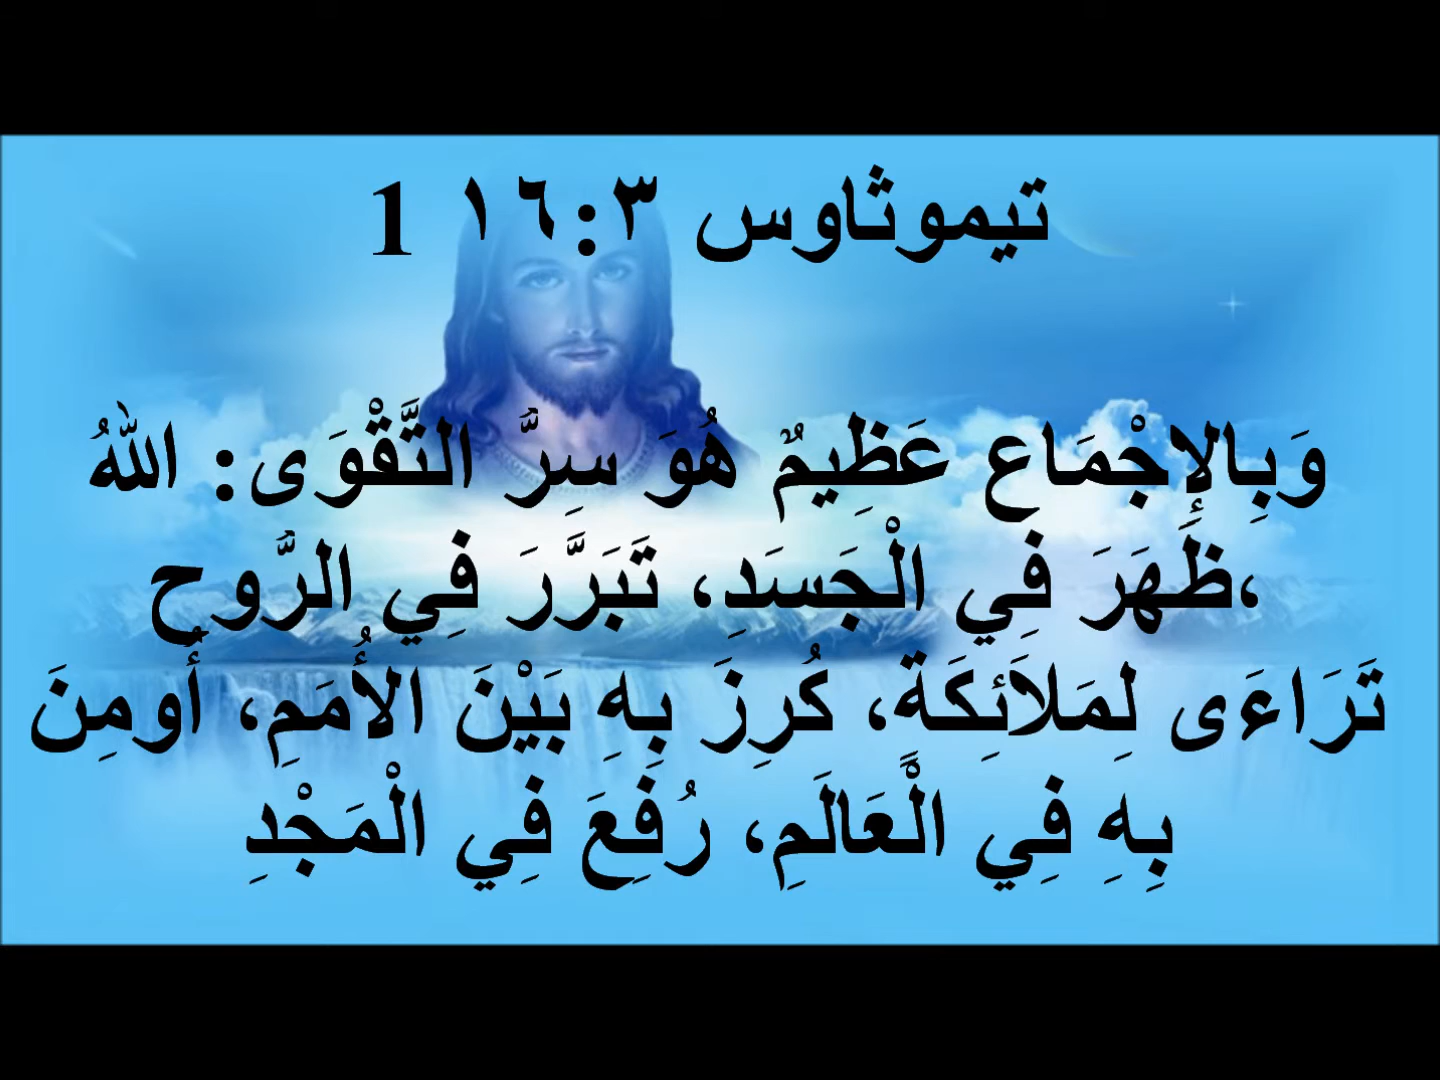 1 تيموثاوس ٣:١٦
وَبِالإِجْمَاعِ عَظِيمٌ هُوَ سِرُّ التَّقْوَى: اللهُ
ظَهَرَ فِي الْجَسَدِ، تَبَرَّرَ فِي الرُّوحِ،
تَرَاءَى لِمَلاَئِكَةٍ، كُرِزَ بِهِ بَيْنَ الأُمَمِ، أُومِنَ
بِهِ فِي الْعَالَمِ، رُفِعَ فِي الْمَجْدِ